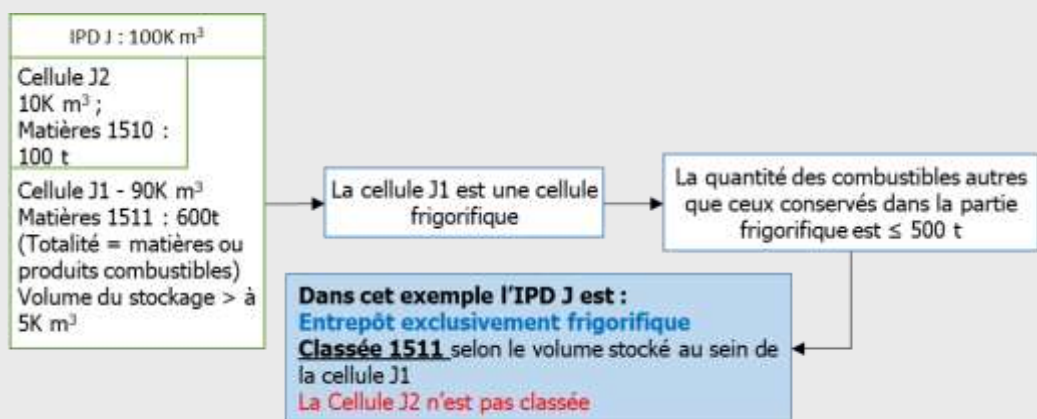 IPD J : 100K m³
Cellule J2
10K m³ ;
Matières 1510 :
100 t
Cellule J1 - 90K m³
Matières 1511 : 600t
(Totalité = matières ou
produits combustibles)
Volume du stockage > à
5K m³
La cellule J1 est une cellule
frigorifique
La quantité des combustibles autres
que ceux conservés dans la partie
frigorifique est ≤ 500 t
Dans cet exemple l'IPD J est :
Entrepôt exclusivement frigorifique
Classée 1511 selon le volume stocké au sein de
la cellule J1
La Cellule J2 n'est pas classée